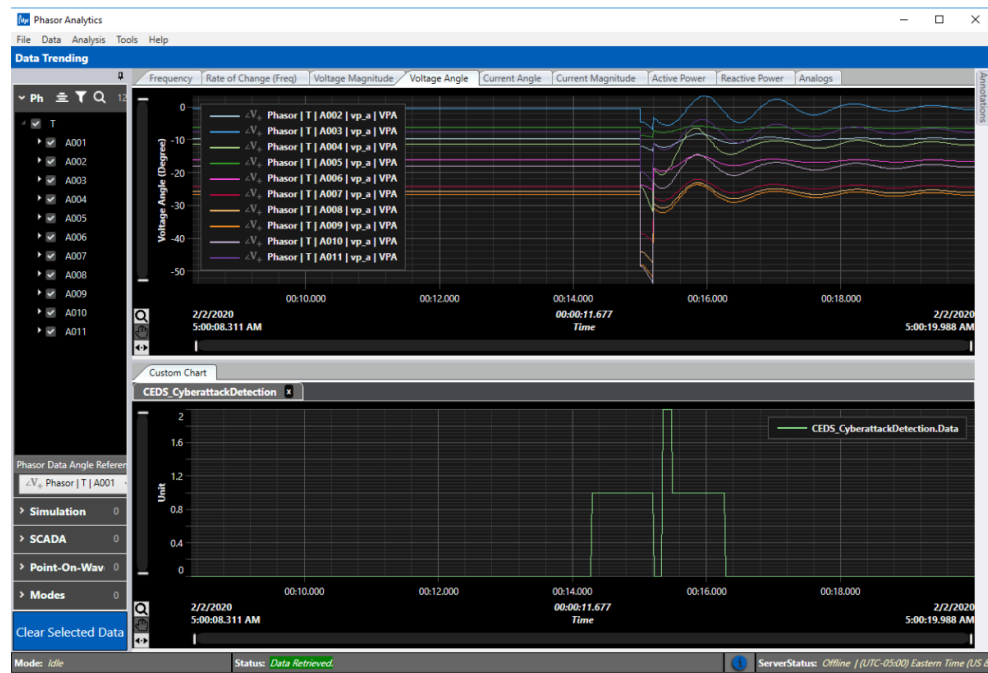 Phasor Analytics
File Data Analysis Tools Help
Data Trending
Frequency Rate of Change (Freq) Voltage Magnitude Voltage Angle Current Angle Current Magnitude Active Power Reactive Power Analogs
Annotations
Ph 12
T
A001
A002
A003
A004
A005
A006
A007
A008
A009
A010
A011
Voltage Angle (Degree)
0
-10
-20
-30
-40
-50
∠V+ Phasor | T | A002 | vp_a | VPA
∠V+ Phasor | T | A003 | vp_a | VPA
∠V+ Phasor | T | A004 | vp_a | VPA
∠V+ Phasor | T | A005 | vp_a | VPA
∠V+ Phasor | T | A006 | vp_a | VPA
∠V+ Phasor | T | A007 | vp_a | VPA
∠V+ Phasor | T | A008 | vp_a | VPA
∠V+ Phasor | T | A009 | vp_a | VPA
∠V+ Phasor | T | A010 | vp_a | VPA
∠V+ Phasor | T | A011 | vp_a | VPA
00:10.000 00:12.000 00:14.000 00:16.000 00:18.000
2/2/2020 00:00:11.677 2/2/2020
5:00:08.311 AM Time 5:00:19.988 AM
Custom Chart
CEDS_CyberattackDetection x
Unit
2
1.6
1.2
0.8
0.4
0
CEDS_CyberattackDetection.Data
00:10.000 00:12.000 00:14.000 00:16.000 00:18.000
2/2/2020 00:00:11.677 2/2/2020
5:00:08.311 AM Time 5:00:19.988 AM
Phasor Data Angle Referen
∠V+ Phasor | T | A001
Simulation 0
SCADA 0
Point-On-Wav 0
Modes 0
Clear Selected Data
Mode: Idle Status: Data Retrieved. ServerStatus: Offline | (UTC-05:00) Eastern Time (US &